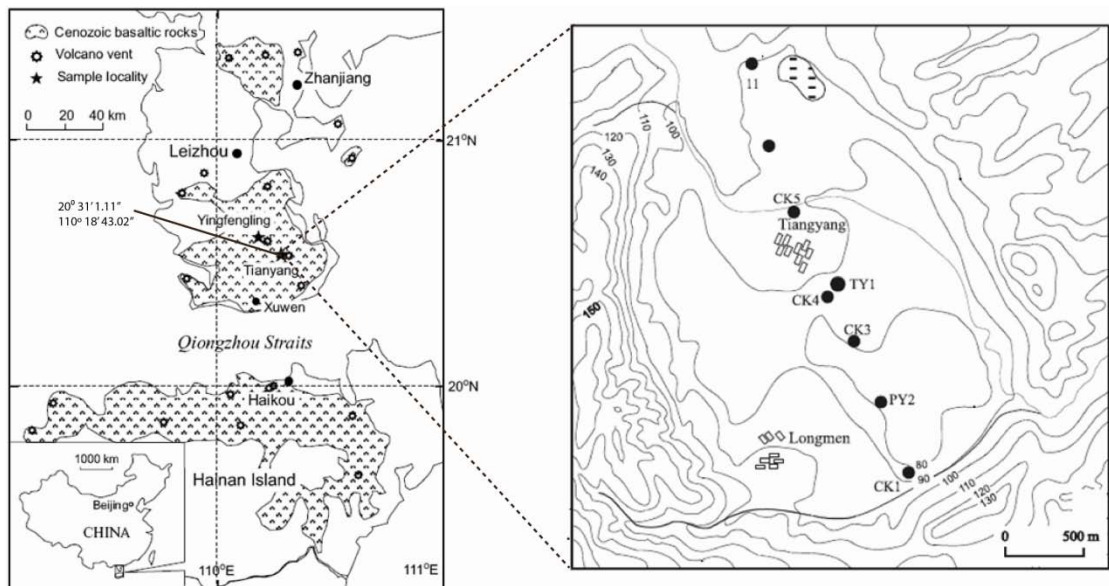 Cenozoic basaltic rocks
Volcano vent
Sample locality
0 20 40 km
Zhanjiang
21°N
Leizhou
20⁰ 31’1.11”
110º 18’ 43.02”
Yingfengling
Tianyang
Xuwen
Qiongzhou Straits
20°N
Haikou
Hainan Island
1000 km
Beijing
CHINA
110°E
111°E
11
120
110
100
130
140
CK5
Tiangyang
TY1
CK4
150
CK3
PY2
Longmen
80
CK1
90
100
110
120
130
0 500 m